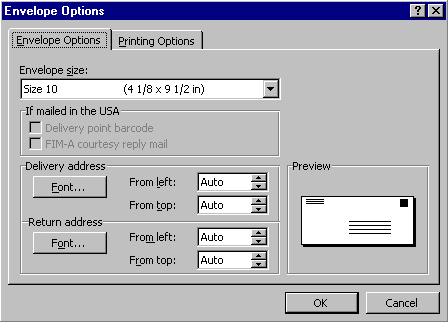 Envelope Options
Envelope Options Printing Options
Envelope size:
Size 10 (4 1/8 x 9 1/2 in)
If mailed in the USA
Delivery point barcode
FIM-A courtesy reply mail
Delivery address
Font... From left: Auto
From top: Auto
Return address
Font... From left: Auto
From top: Auto
Preview
OK Cancel